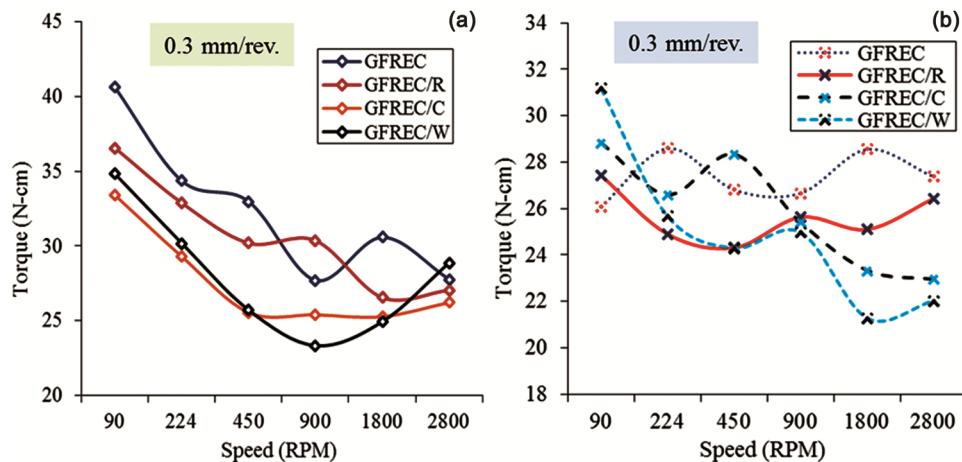 (a)
0.3 mm/rev.
GFREC
GFREC/R
GFREC/C
GFREC/W
Torque (N-cm)
45
40
35
30
25
20
90 224 450 900 1800 2800
Speed (RPM)
(b)
0.3 mm/rev.
GFREC
GFREC/R
GFREC/C
GFREC/W
Torque (N-cm)
34
32
30
28
26
24
22
20
18
90 224 450 900 1800 2800
Speed (RPM)